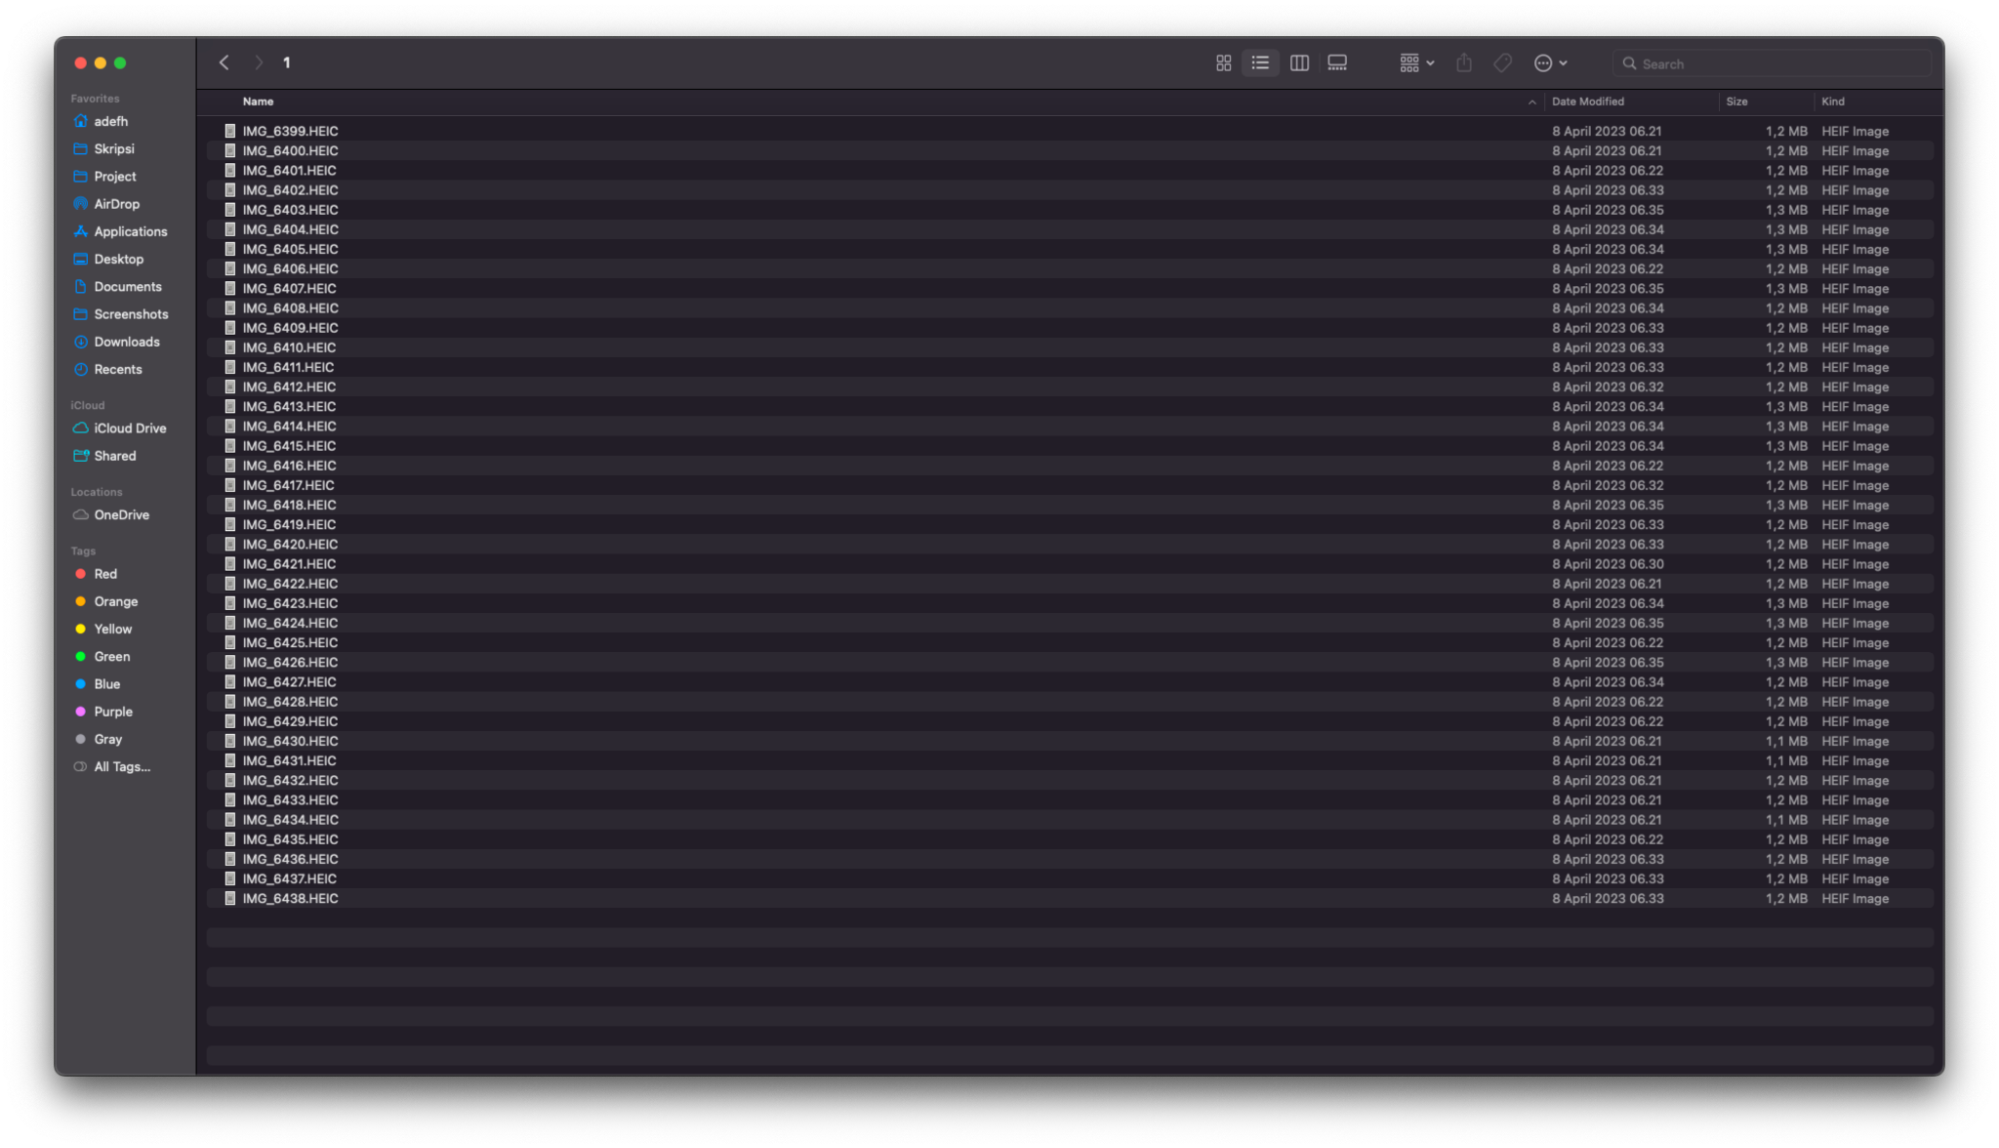 1
Search
Favorites
adefh
Skripsi
Project
AirDrop
Applications
Desktop
Documents
Screenshots
Downloads
Recents
iCloud
iCloud Drive
Shared
Locations
OneDrive
Tags
Red
Orange
Yellow
Green
Blue
Purple
Gray
All Tags...
Name Date Modified Size Kind
IMG_6399.HEIC 8 April 2023 06.21 1,2 MB HEIF Image
IMG_6400.HEIC 8 April 2023 06.21 1,2 MB HEIF Image
IMG_6401.HEIC 8 April 2023 06.22 1,2 MB HEIF Image
IMG_6402.HEIC 8 April 2023 06.33 1,2 MB HEIF Image
IMG_6403.HEIC 8 April 2023 06.35 1,3 MB HEIF Image
IMG_6404.HEIC 8 April 2023 06.34 1,3 MB HEIF Image
IMG_6405.HEIC 8 April 2023 06.34 1,3 MB HEIF Image
IMG_6406.HEIC 8 April 2023 06.22 1,2 MB HEIF Image
IMG_6407.HEIC 8 April 2023 06.35 1,3 MB HEIF Image
IMG_6408.HEIC 8 April 2023 06.34 1,2 MB HEIF Image
IMG_6409.HEIC 8 April 2023 06.33 1,2 MB HEIF Image
IMG_6410.HEIC 8 April 2023 06.33 1,2 MB HEIF Image
IMG_6411.HEIC 8 April 2023 06.33 1,2 MB HEIF Image
IMG_6412.HEIC 8 April 2023 06.32 1,2 MB HEIF Image
IMG_6413.HEIC 8 April 2023 06.34 1,3 MB HEIF Image
IMG_6414.HEIC 8 April 2023 06.34 1,3 MB HEIF Image
IMG_6415.HEIC 8 April 2023 06.34 1,3 MB HEIF Image
IMG_6416.HEIC 8 April 2023 06.22 1,2 MB HEIF Image
IMG_6417.HEIC 8 April 2023 06.32 1,2 MB HEIF Image
IMG_6418.HEIC 8 April 2023 06.35 1,3 MB HEIF Image
IMG_6419.HEIC 8 April 2023 06.33 1,2 MB HEIF Image
IMG_6420.HEIC 8 April 2023 06.33 1,2 MB HEIF Image
IMG_6421.HEIC 8 April 2023 06.30 1,2 MB HEIF Image
IMG_6422.HEIC 8 April 2023 06.21 1,2 MB HEIF Image
IMG_6423.HEIC 8 April 2023 06.34 1,3 MB HEIF Image
IMG_6424.HEIC 8 April 2023 06.35 1,3 MB HEIF Image
IMG_6425.HEIC 8 April 2023 06.22 1,2 MB HEIF Image
IMG_6426.HEIC 8 April 2023 06.35 1,3 MB HEIF Image
IMG_6427.HEIC 8 April 2023 06.34 1,2 MB HEIF Image
IMG_6428.HEIC 8 April 2023 06.22 1,2 MB HEIF Image
IMG_6429.HEIC 8 April 2023 06.22 1,2 MB HEIF Image
IMG_6430.HEIC 8 April 2023 06.21 1,1 MB HEIF Image
IMG_6431.HEIC 8 April 2023 06.21 1,1 MB HEIF Image
IMG_6432.HEIC 8 April 2023 06.21 1,2 MB HEIF Image
IMG_6433.HEIC 8 April 2023 06.21 1,2 MB HEIF Image
IMG_6434.HEIC 8 April 2023 06.21 1,1 MB HEIF Image
IMG_6435.HEIC 8 April 2023 06.22 1,2 MB HEIF Image
IMG_6436.HEIC 8 April 2023 06.33 1,2 MB HEIF Image
IMG_6437.HEIC 8 April 2023 06.33 1,2 MB HEIF Image
IMG_6438.HEIC 8 April 2023 06.33 1,2 MB HEIF Image